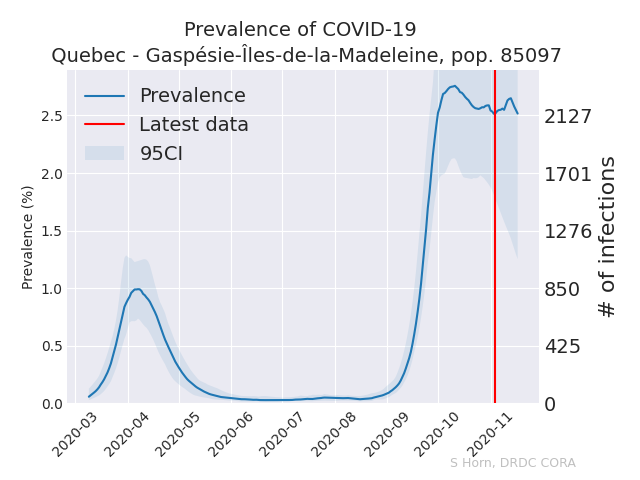 Prevalence of COVID-19
Quebec - Gaspésie-Îles-de-la-Madeleine, pop. 85097
Prevalence
Latest data
95CI
Prevalence (%)
2.5
2.0
1.5
1.0
0.5
0.0
2127
1701
1276
850
425
0
# of infections
2020-03
2020-04
2020-05
2020-06
2020-07
2020-08
2020-09
2020-10
2020-11
S Horn, DRDC CORA